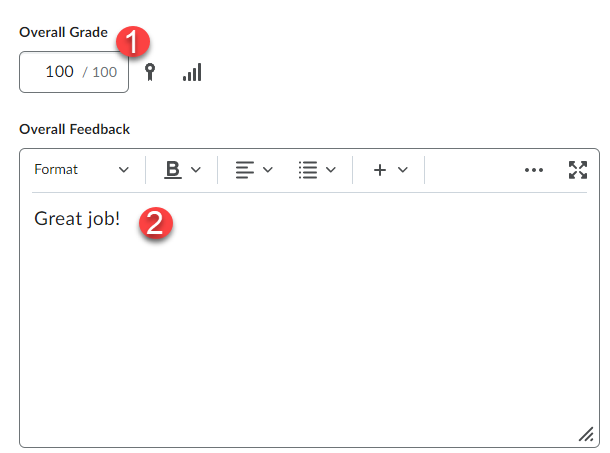 Overall Grade
1
100 / 100
Overall Feedback
Format B
Great job!
2